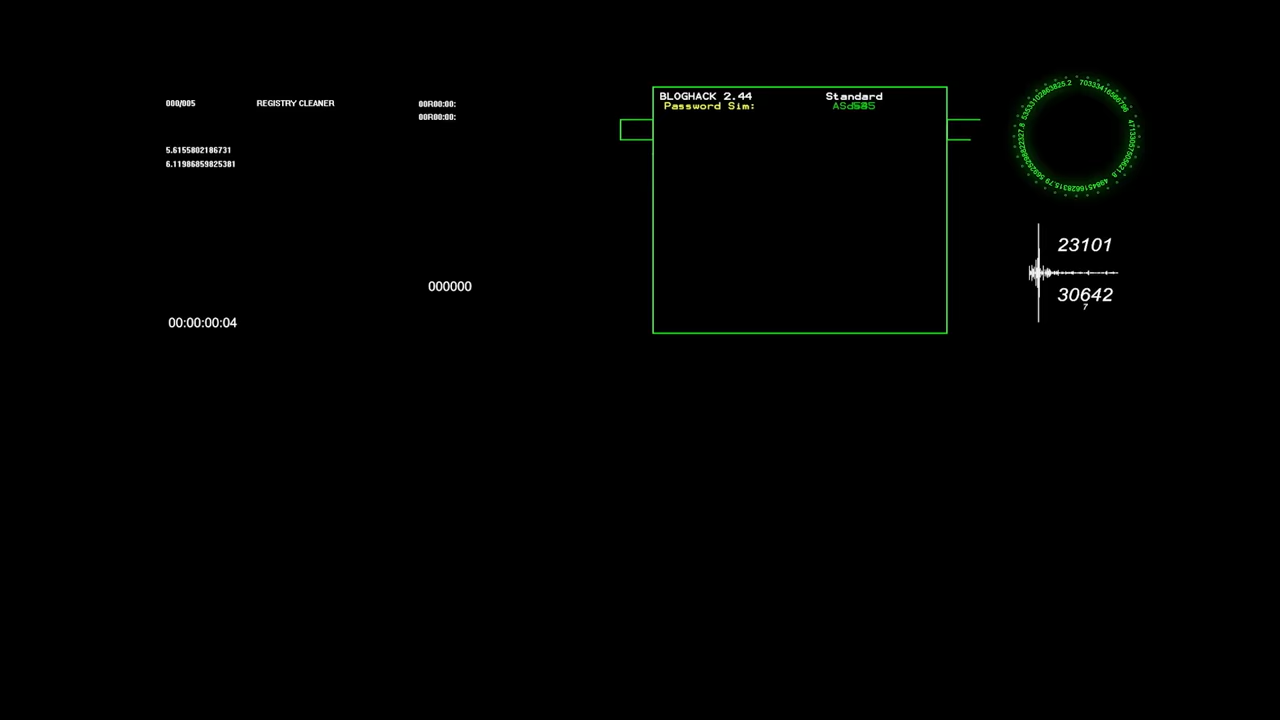 000/005 REGISTRY CLEANER 00R00:00:
00R00:00:
5.6155802186731
6.11986859825381
000000
00:00:00:04
BLOGHACK 2.44 Standard
Password Sim:
23101
30642
7